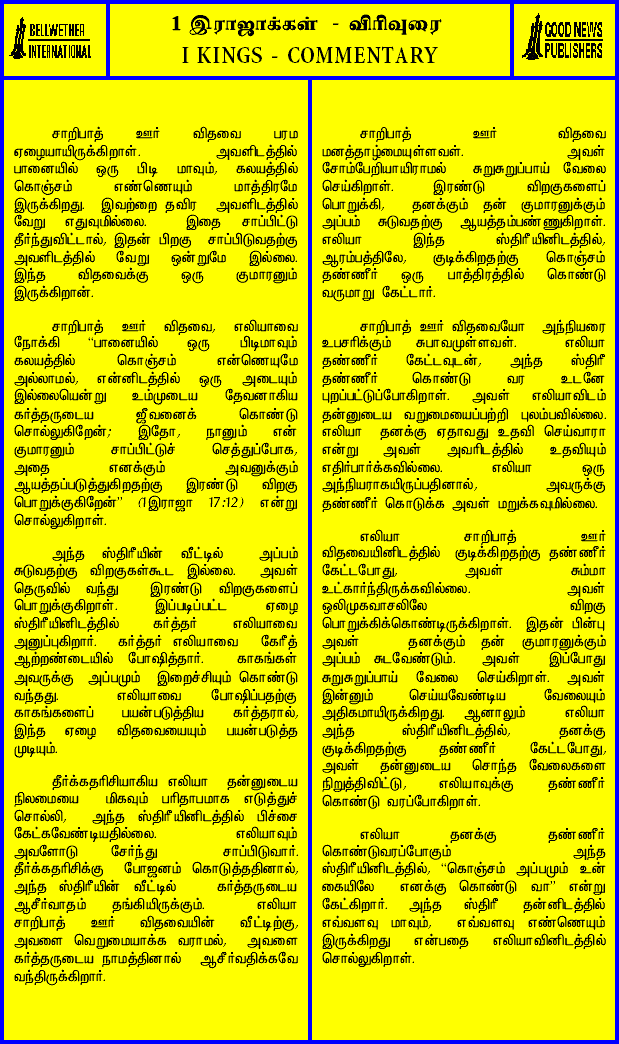 BELLWETHER
INTERNATIONAL
1 இராஜாக்கள் - விரிவுரை
I KINGS - COMMENTARY
GOOD NEWS
PUBLISHERS
சாறிபாத் ஊர் விதவை பரம
ஏழையாயிருக்கிறாள். அவளிடத்தில்
பானையில் ஒரு பிடி மாவும், கலயத்தில்
கொஞ்சம் எண்ணெயும் மாத்திரமே
இருக்கிறது. இவற்றை தவிர அவளிடத்தில்
வேறு எதுவுமில்லை. இதை சாப்பிட்டு
தீர்ந்துவிட்டால், இதன் பிறகு சாப்பிடுவதற்கு
அவளிடத்தில் வேறு ஒன்றுமே இல்லை.
இந்த விதவைக்கு ஒரு குமாரனும்
இருக்கிறான்.
சாறிபாத் ஊர் விதவை, எலியாவை
நோக்கி “பானையில் ஒரு பிடிமாவும்
கலயத்தில் கொஞ்சம் என்ணெயுமே
அல்லாமல், என்னிடத்தில் ஒரு அடையும்
இல்லையென்று உம்முடைய தேவனாகிய
கர்த்தருடைய ஜீவனைக் கொண்டு
சொல்லுகிறேன்; இதோ, நானும் என்
குமாரனும் சாப்பிட்டுச் செத்துப்போக,
அதை எனக்கும் அவனுக்கும்
ஆயத்தப்படுத்துகிறதற்கு இரண்டு விறகு
பொறுக்குகிறேன்” (1இராஜா 17:12) என்று
சொல்லுகிறாள்.
அந்த ஸ்திரீயின் வீட்டில் அப்பம்
சுடுவதற்கு விறகுகள்கூட இல்லை. அவள்
தெருவில் வந்து இரண்டு விறகுகளைப்
பொறுக்குகிறாள். இப்படிப்பட்ட ஏழை
ஸ்திரீயினிடத்தில் கர்த்தர் எலியாவை
அனுப்புகிறார். கர்த்தர் எலியாவை கேரீத்
ஆற்றண்டையில் போஷித்தார். காகங்கள்
அவருக்கு அப்பமும் இறைச்சியும் கொண்டு
வந்தது. எலியாவை போஷிப்பதற்கு
காகங்களைப் பயன்படுத்திய கர்த்தரால்,
இந்த ஏழை விதவையையும் பயன்படுத்த
முடியும்.
தீர்க்கதரிசியாகிய எலியா தன்னுடைய
நிலமையை மிகவும் பரிதாபமாக எடுத்துச்
சொல்லி, அந்த ஸ்திரீயினிடத்தில் பிச்சை
கேட்கவேண்டியதில்லை. எலியாவும்
அவளோடு சேர்ந்து சாப்பிடுவார்.
தீர்க்கதரிசிக்கு போஜனம் கொடுத்ததினால்,
அந்த ஸ்திரீயின் வீட்டில் கர்த்தருடைய
ஆசீர்வாதம் தங்கியிருக்கும். எலியா
சாறிபாத் ஊர் விதவையின் வீட்டிற்கு,
அவளை வெறுமையாக்க வராமல், அவளை
கர்த்தருடைய நாமத்தினால் ஆசீர்வதிக்கவே
வந்திருக்கிறார்.
சாறிபாத் ஊர் விதவை
மனத்தாழ்மையுள்ளவள். அவள்
சோம்பேறியாயிராமல் சுறுசுறுப்பாய் வேலை
செய்கிறாள். இரண்டு விறகுகளைப்
பொறுக்கி, தனக்கும் தன் குமாரனுக்கும்
அப்பம் சுடுவதற்கு ஆயத்தம்பண்ணுகிறாள்.
எலியா இந்த ஸ்திரீயினிடத்தில்,
ஆரம்பத்திலே, குடிக்கிறதற்கு கொஞ்சம்
தண்ணீர் ஒரு பாத்திரத்தில் கொண்டு
வருமாறு கேட்டார்.
சாறிபாத் ஊர் விதவையோ அந்நியரை
உபசரிக்கும் சுபாவமுள்ளவள். எலியா
தண்ணீர் கேட்டவுடன், அந்த ஸ்திரீ
தண்ணீர் கொண்டு வர உடனே
புறப்பட்டுப்போகிறாள். அவள் எலியாவிடம்
தன்னுடைய வறுமையைப்பற்றி புலம்பவில்லை.
எலியா தனக்கு ஏதாவது உதவி செய்வாரா
என்று அவள் அவரிடத்தில் உதவியும்
எதிர்பார்க்கவில்லை. எலியா ஒரு
அந்நியராகயிருப்பதினால், அவருக்கு
தண்ணீர் கொடுக்க அவள் மறுக்கவுமில்லை.
எலியா சாறிபாத் ஊர்
விதவையினிடத்தில் குடிக்கிறதற்கு தண்ணீர்
கேட்டபோது, அவள் சும்மா
உட்கார்ந்திருக்கவில்லை. அவள்
ஒலிமுகவாசலிலே விறகு
பொறுக்கிக்கொண்டிருக்கிறாள். இதன் பின்பு
அவள் தனக்கும் தன் குமாரனுக்கும்
அப்பம் சுடவேண்டும். அவள் இப்போது
சுறுசுறுப்பாய் வேலை செய்கிறாள். அவள்
இன்னும் செய்யவேண்டிய வேலையும்
அதிகமாயிருக்கிறது. ஆனாலும் எலியா
அந்த ஸ்திரீயினிடத்தில், தனக்கு
குடிக்கிறதற்கு தண்ணீர் கேட்டபோது,
அவள் தன்னுடைய சொந்த வேலைகளை
நிறுத்திவிட்டு, எலியாவுக்கு தண்ணீர்
கொண்டு வரப்போகிறாள்.
எலியா தனக்கு தண்ணீர்
கொண்டுவரப்போகும் அந்த
ஸ்திரீயினிடத்தில், “கொஞ்சம் அப்பமும் உன்
கையிலே எனக்கு கொண்டு வா” என்று
கேட்கிறார். அந்த ஸ்திரீ தன்னிடத்தில்
எவ்வளவு மாவும், எவ்வளவு எண்ணெயும்
இருக்கிறது என்பதை எலியாவினிடத்தில்
சொல்லுகிறாள்.